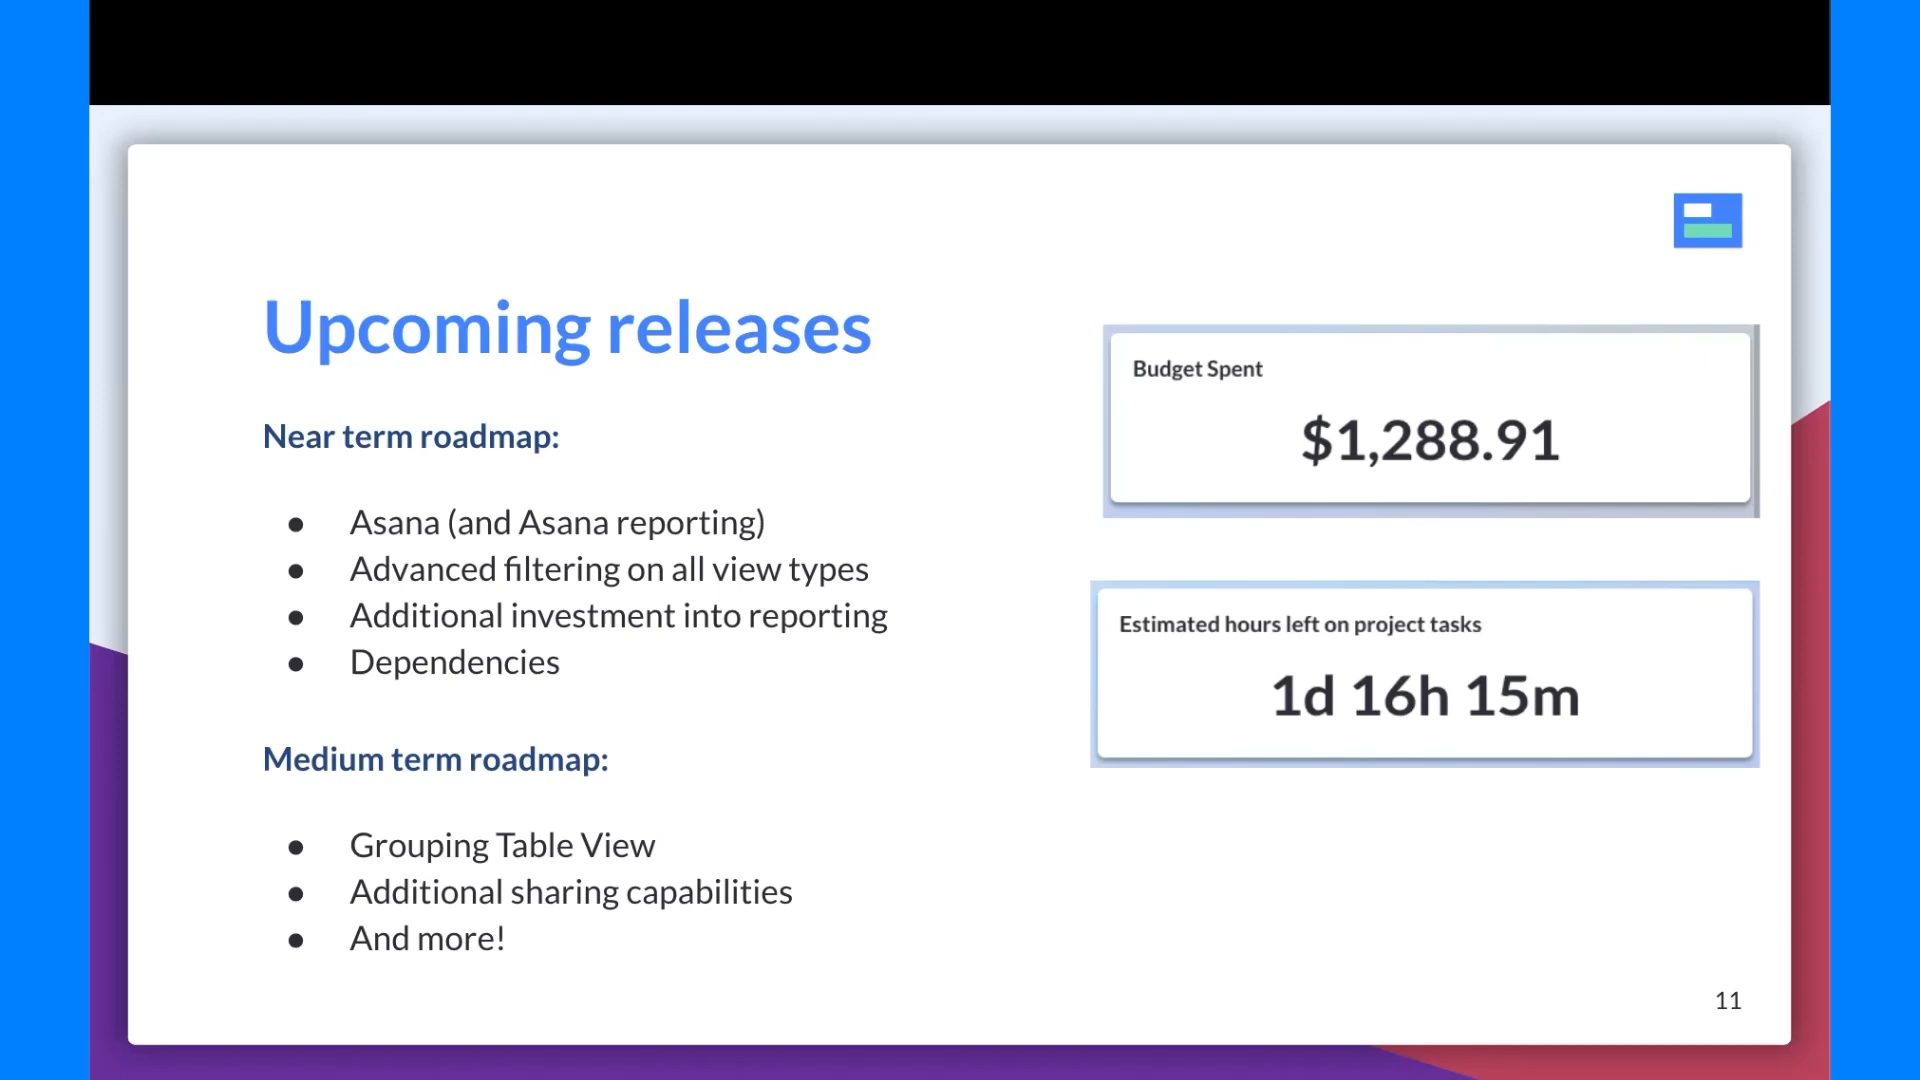 Upcoming releases
Near term roadmap:
● Asana (and Asana reporting)
● Advanced filtering on all view types
● Additional investment into reporting
● Dependencies
Medium term roadmap:
● Grouping Table View
● Additional sharing capabilities
● And more!
Budget Spent
$1,288.91
Estimated hours left on project tasks
1d 16h 15m
11